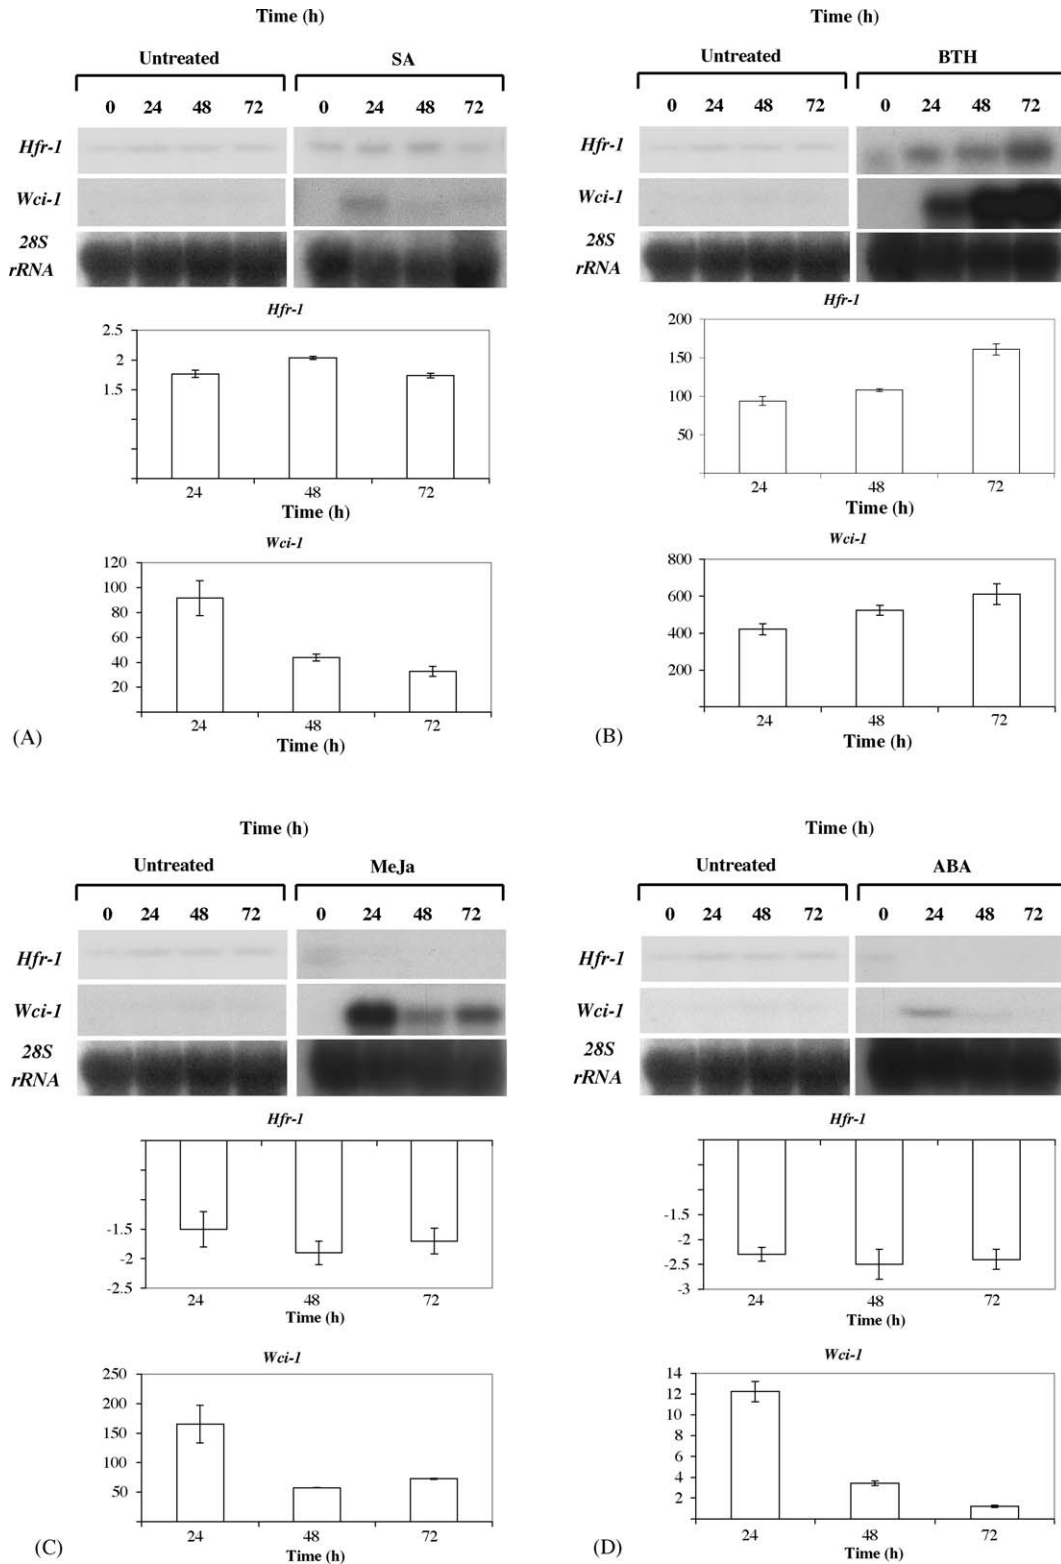 Time (h)
Untreated SA
0 24 48 72 0 24 48 72
Hfr-1
Wci-1
28S
rRNA
Hfr-1
2.5
2
1.5
24 48 72
Time (h)
Wci-1
120
100
80
60
40
20
24 48 72
Time (h)
(A)
Time (h)
Untreated BTH
0 24 48 72 0 24 48 72
Hfr-1
Wci-1
28S
rRNA
Hfr-1
200
150
100
50
24 48 72
Time (h)
Wci-1
800
600
400
200
24 48 72
Time (h)
(B)
Time (h)
Untreated MeJa
0 24 48 72 0 24 48 72
Hfr-1
Wci-1
28S
rRNA
Hfr-1
-1.5
-2
-2.5
24 48 72
Time (h)
Wci-1
250
200
150
100
50
24 48 72
Time (h)
(C)
Time (h)
Untreated ABA
0 24 48 72 0 24 48 72
Hfr-1
Wci-1
28S
rRNA
Hfr-1
-1.5
-2
-2.5
-3
24 48 72
Time (h)
Wci-1
14
12
10
8
6
4
2
24 48 72
Time (h)
(D)